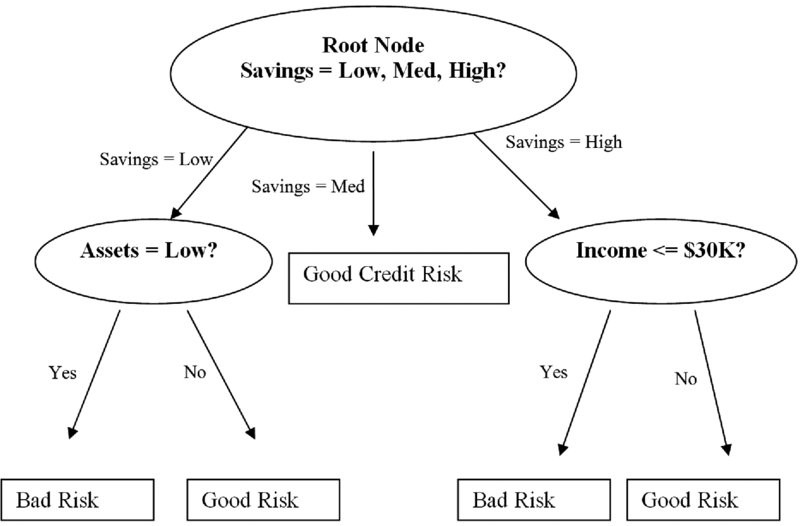 Root Node
Savings = Low, Med, High?
Savings = Low
Savings = Med
Savings = High
Assets = Low?
Good Credit Risk
Income <= $30K?
Yes
No
Yes
No
Bad Risk
Good Risk
Bad Risk
Good Risk